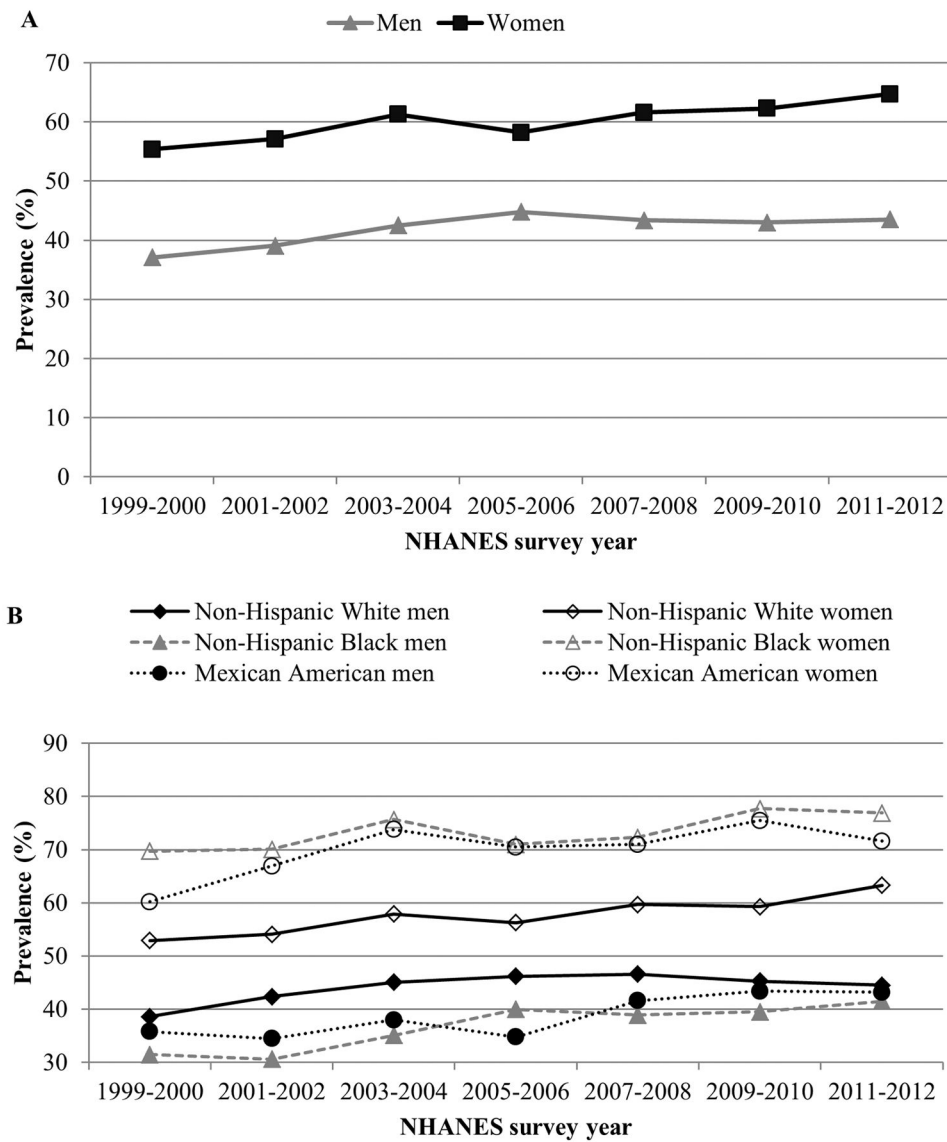 A
Men Women
70
60
50
40
30
20
10
0
Prevalence (%)
1999-2000 2001-2002 2003-2004 2005-2006 2007-2008 2009-2010 2011-2012
NHANES survey year
B
Non-Hispanic White men Non-Hispanic White women
Non-Hispanic Black men Non-Hispanic Black women
Mexican American men Mexican American women
90
80
70
60
50
40
30
Prevalence (%)
1999-2000 2001-2002 2003-2004 2005-2006 2007-2008 2009-2010 2011-2012
NHANES survey year